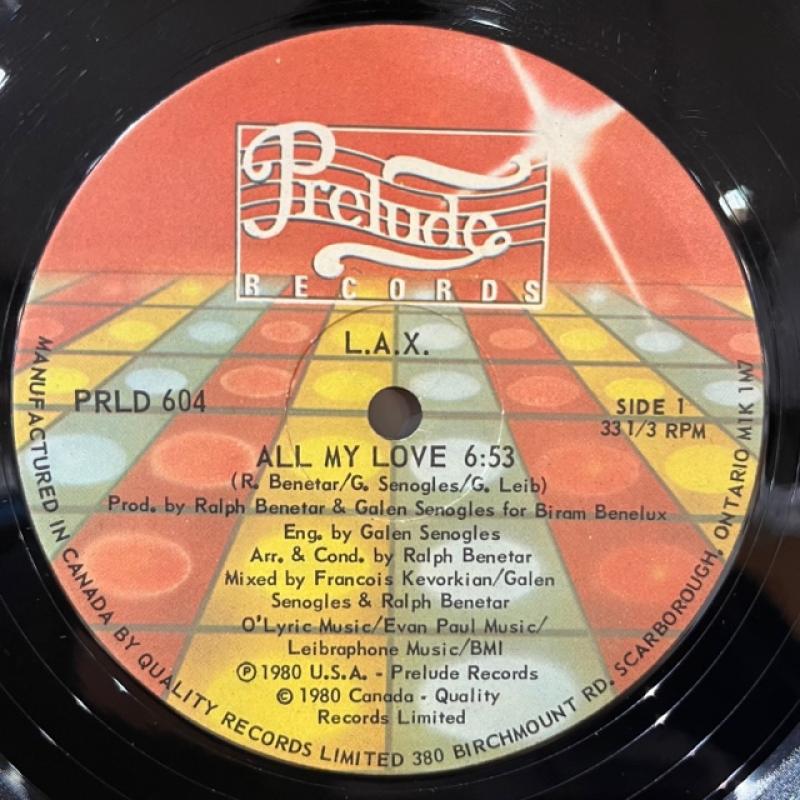 Prelude
RECORDS
L.A.X.
PRLD 604
SIDE 1
33 1/3 RPM
ALL MY LOVE 6:53
(R. Benetar/G. Senogles/G. Leib)
Prod. by Ralph Benetar & Galen Senogles for Biram Benelux
Eng. by Galen Senogles
Arr. & Cond. by Ralph Benetar
Mixed by Francois Kevorkian/Galen
Senogles & Ralph Benetar
O'Lyric Music/Evan Paul Music/
Leibraphone Music/BMI
Ⓟ 1980 U.S.A. - Prelude Records
© 1980 Canada - Quality
Records Limited
MANUFACTURED IN CANADA BY QUALITY RECORDS LIMITED 380 BIRCHMOUNT RD. SCARBOROUGH, ONTARIO M1K 1M7